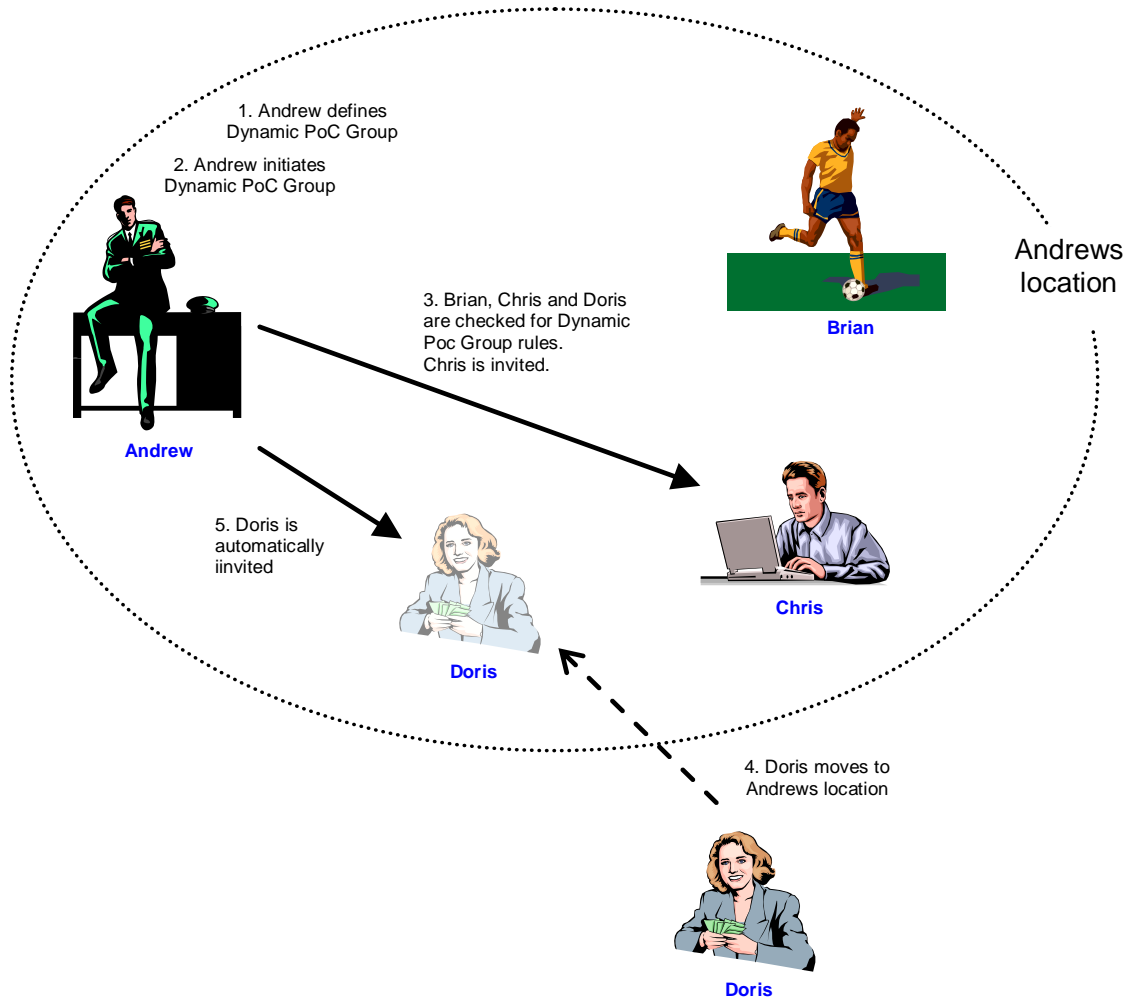 1. Andrew defines
Dynamic PoC Group
2. Andrew initiates
Dynamic PoC Group
Andrews
location
3. Brian, Chris and Doris
are checked for Dynamic
Poc Group rules.
Chris is invited.
Brian
Andrew
5. Doris is
automatically
iinvited
Chris
Doris
4. Doris moves to
Andrews location
Doris